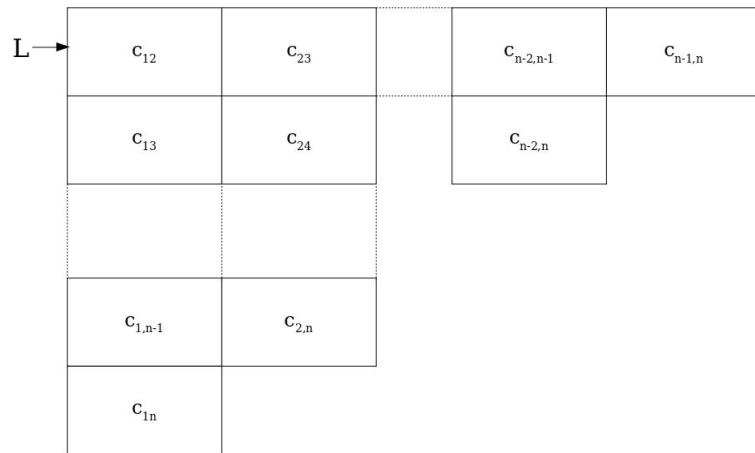 L c₁₂ c₂₃ cₙ₋₂,ₙ₋₁ cₙ₋₁,ₙ
c₁₃ c₂₄ cₙ₋₂,ₙ
c₁,ₙ₋₁ c₂,ₙ
c₁ₙ